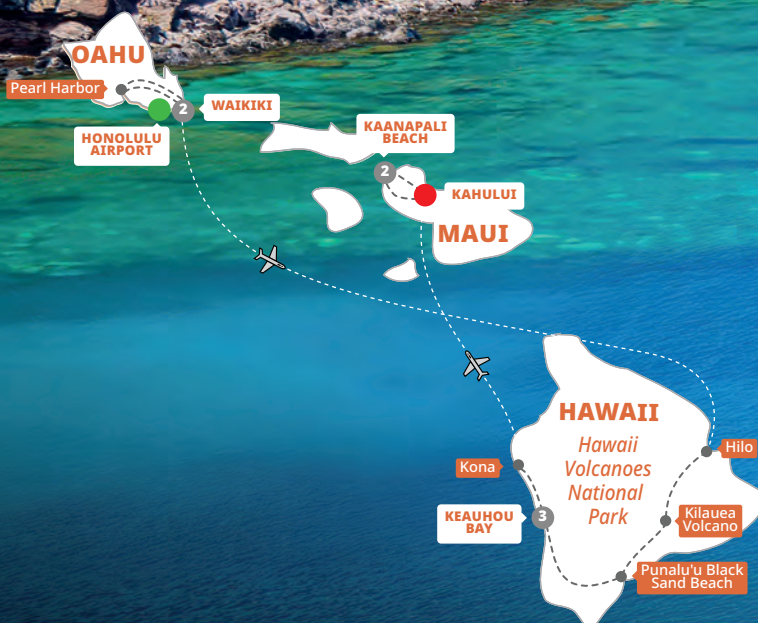 OAHU
Pearl Harbor
2
WAIKIKI
HONOLULU
AIRPORT
KAANAPALI
BEACH
2
KAHULUI
MAUI
HAWAII
Hawaii
Volcanoes
National
Park
Hilo
Kona
KEAUHOU
BAY
3
Kilauea
Volcano
Punalu'u Black
Sand Beach